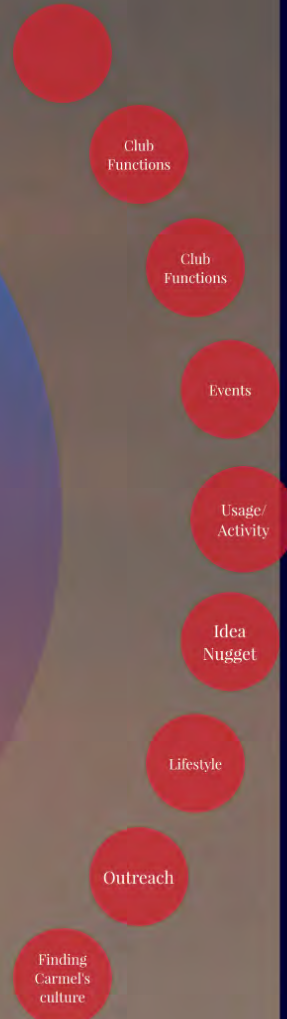 Club
Functions
Club
Functions
Events
Usage/
Activity
Idea
Nugget
Lifestyle
Outreach
Finding
Carmel's
culture